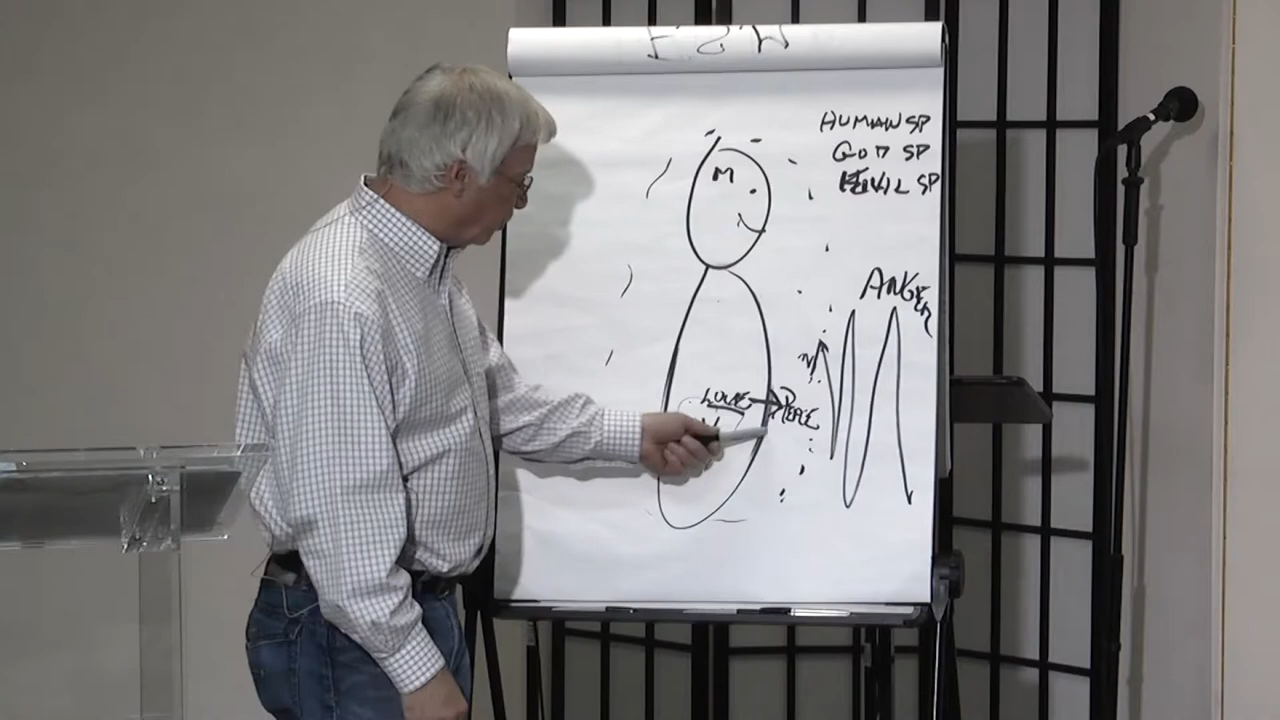 HUMAN SP
GOD SP
EVIL SP
M
ANGER
LOVE → PEACE